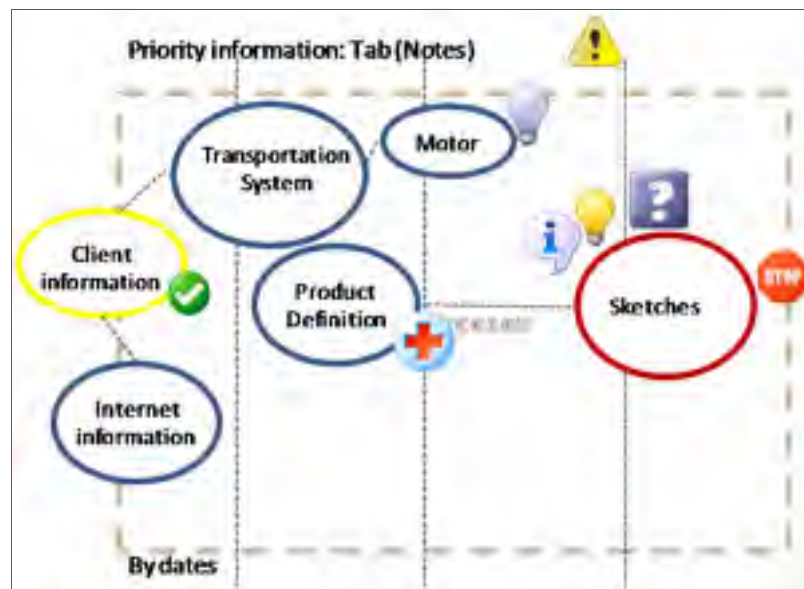 Priority information: Tab (Notes)
Transportation
System
Motor
?
Client
information
i
Product
Definition
Sketches
STOP
Internet
information
By dates